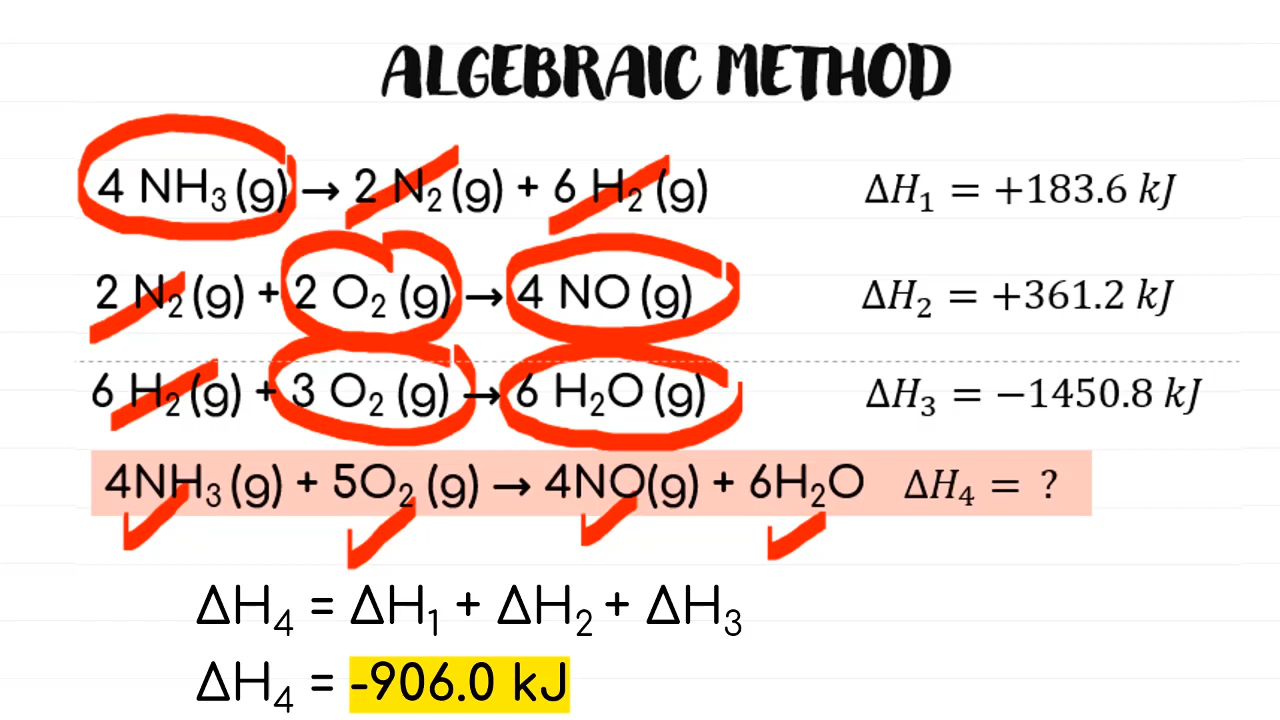 ALGEBRAIC METHOD
4 NH₃ (g) → 2 N₂ (g) + 6 H₂ (g) ΔH₁ = +183.6 kJ
2 N₂ (g) + 2 O₂ (g) → 4 NO (g) ΔH₂ = +361.2 kJ
6 H₂ (g) + 3 O₂ (g) → 6 H₂O (g) ΔH₃ = −1450.8 kJ
4NH₃ (g) + 5O₂ (g) → 4NO(g) + 6H₂O ΔH₄ = ?
ΔH₄ = ΔH₁ + ΔH₂ + ΔH₃
ΔH₄ = -906.0 kJ